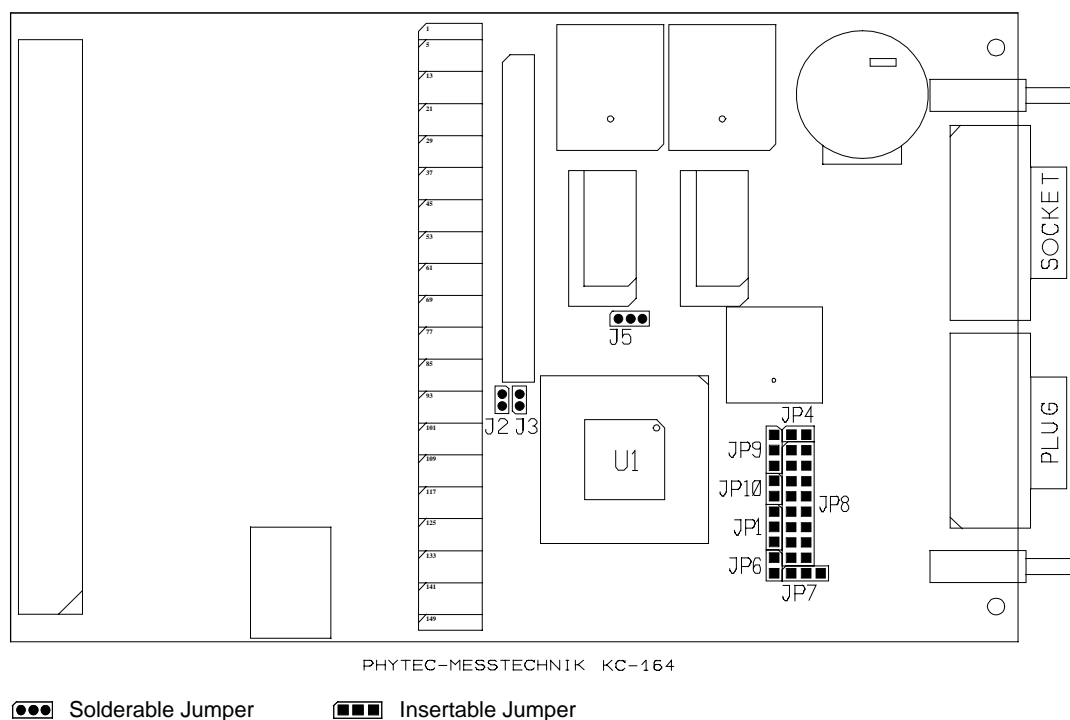 1
5
13
21
29
37
45
53
61
69
77
85
93
101
109
117
125
133
141
149
SOCKET
PLUG
J5
J2 J3
U1
JP4
JP9
JP10
JP8
JP1
JP6
JP7
PHYTEC-MESSTECHNIK KC-164
Solderable Jumper
Insertable Jumper